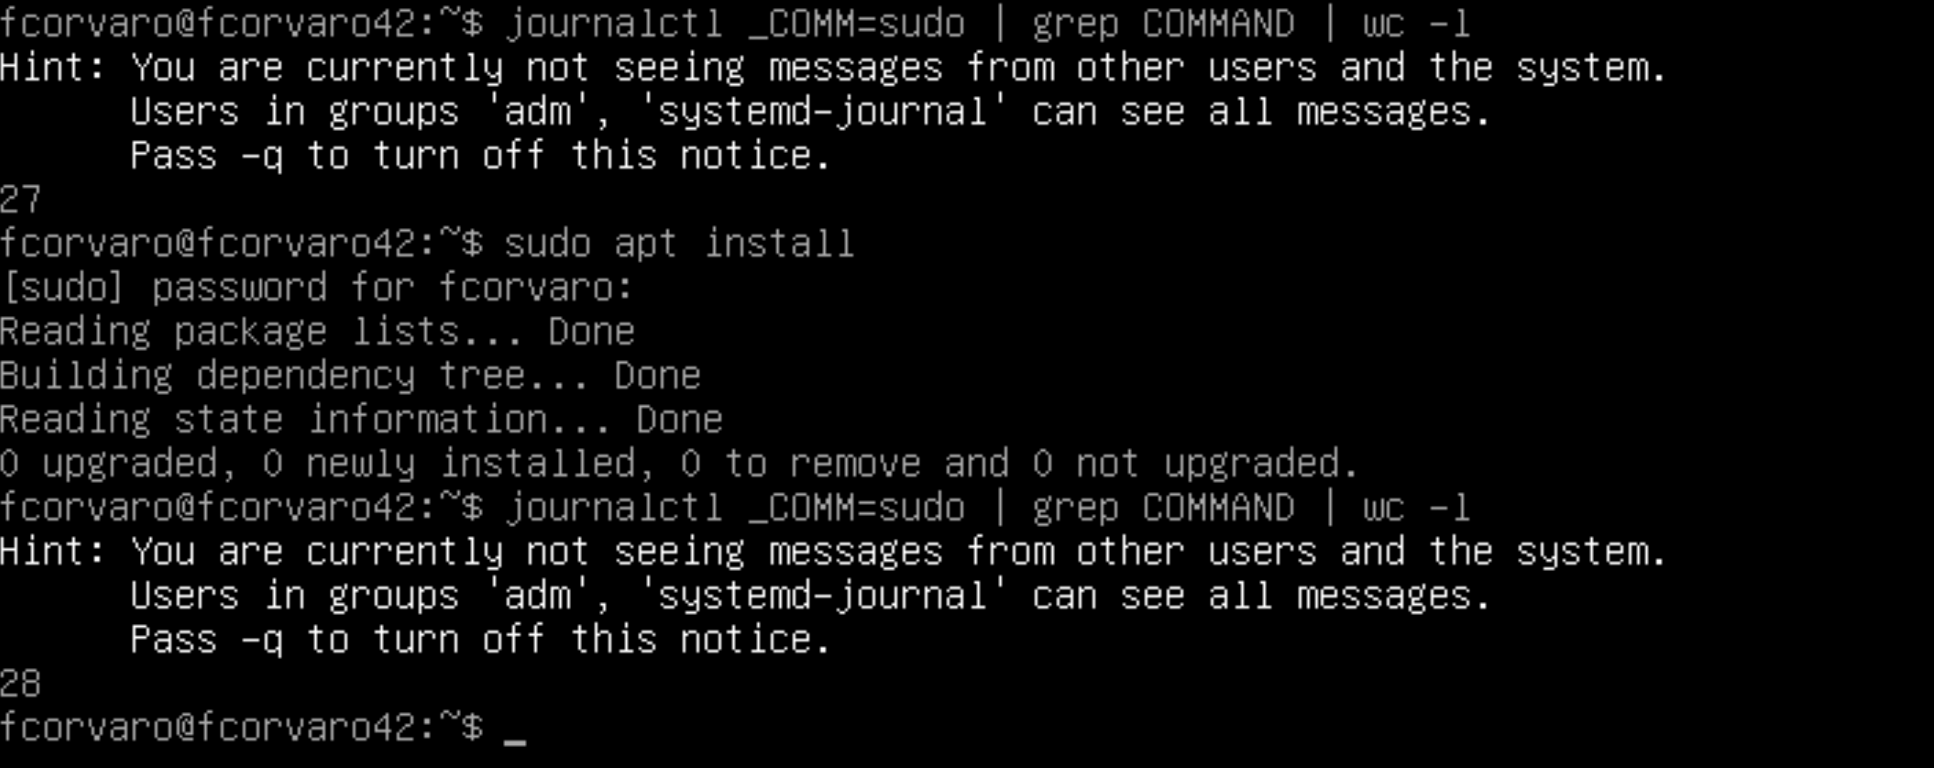 fcorvaro@fcorvaro42:~$ journalctl _COMM=sudo | grep COMMAND | wc -l
Hint: You are currently not seeing messages from other users and the system.
      Users in groups 'adm', 'systemd-journal' can see all messages.
      Pass -q to turn off this notice.
27
fcorvaro@fcorvaro42:~$ sudo apt install
[sudo] password for fcorvaro:
Reading package lists... Done
Building dependency tree... Done
Reading state information... Done
0 upgraded, 0 newly installed, 0 to remove and 0 not upgraded.
fcorvaro@fcorvaro42:~$ journalctl _COMM=sudo | grep COMMAND | wc -l
Hint: You are currently not seeing messages from other users and the system.
      Users in groups 'adm', 'systemd-journal' can see all messages.
      Pass -q to turn off this notice.
28
fcorvaro@fcorvaro42:~$ _